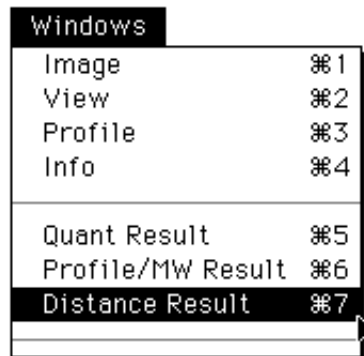 Windows
Image ⌘1
View ⌘2
Profile ⌘3
Info ⌘4
Quant Result ⌘5
Profile/MW Result ⌘6
Distance Result ⌘7